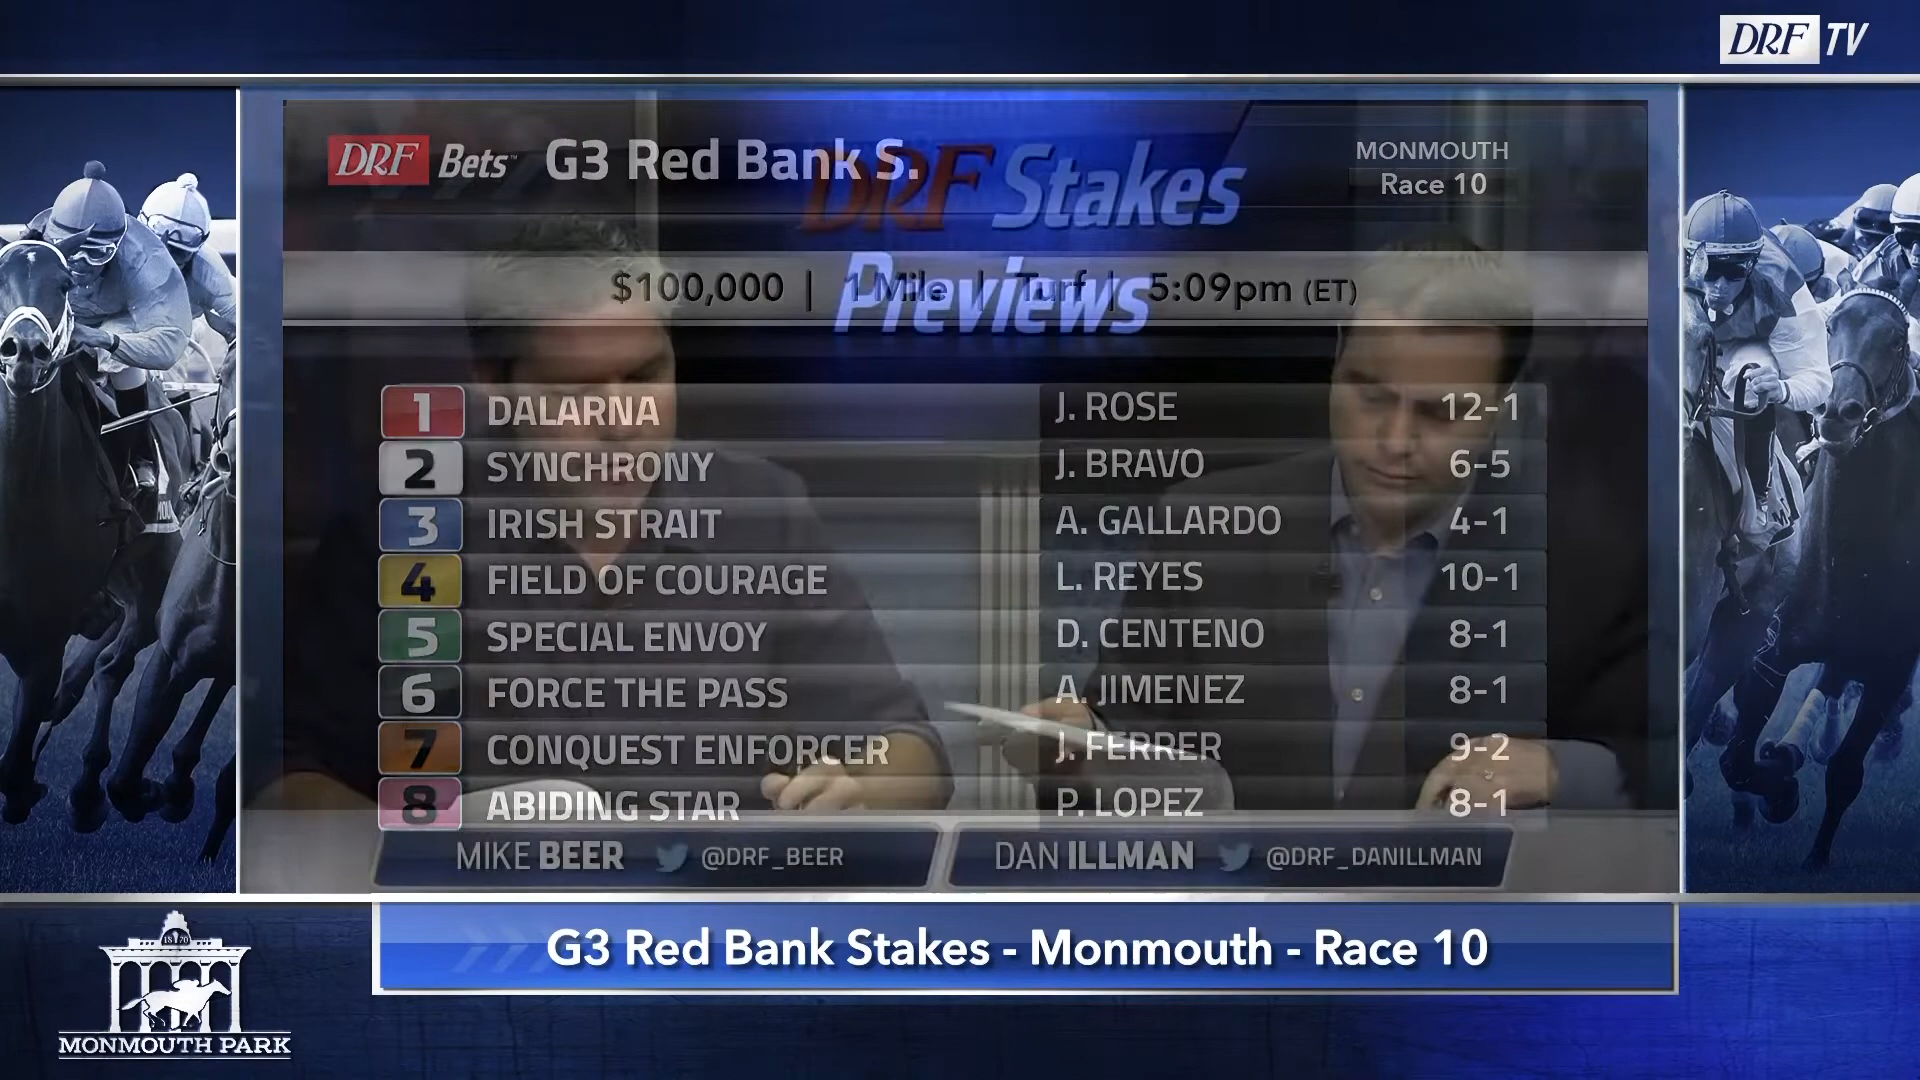 DRF TV
DRF Bets™ G3 Red Bank S.
MONMOUTH
Race 10
DRF Stakes
Previews
$100,000 | 1 Mile | Turf | 5:09pm (ET)
1 DALARNA J. ROSE 12-1
2 SYNCHRONY J. BRAVO 6-5
3 IRISH STRAIT A. GALLARDO 4-1
4 FIELD OF COURAGE L. REYES 10-1
5 SPECIAL ENVOY D. CENTENO 8-1
6 FORCE THE PASS A. JIMENEZ 8-1
7 CONQUEST ENFORCER J. FERRER 9-2
8 ABIDING STAR P. LOPEZ 8-1
MIKE BEER @DRF_BEER
DAN ILLMAN @DRF_DANILLMAN
G3 Red Bank Stakes - Monmouth - Race 10
1870
MONMOUTH PARK